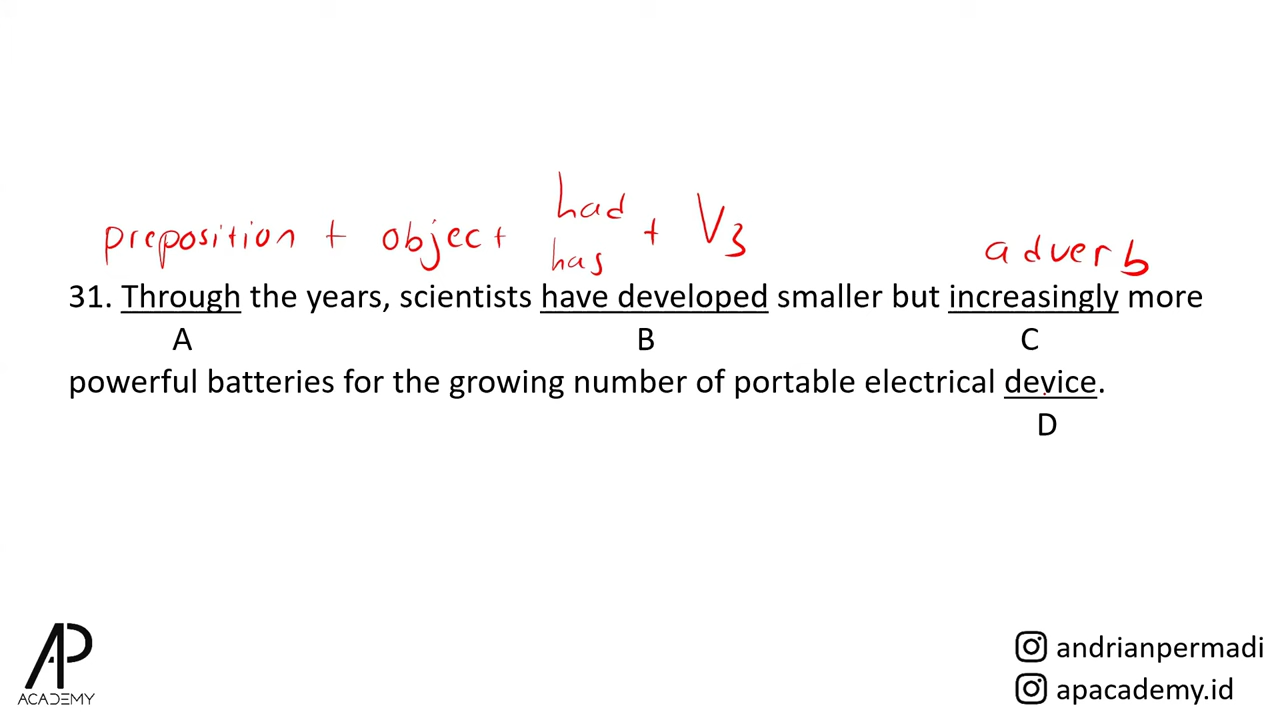 had
preposition + object + V3
has
adverb
31. Through the years, scientists have developed smaller but increasingly more
A B C
powerful batteries for the growing number of portable electrical device.
D
AP
ACADEMY
andrianpermadi
apacademy.id